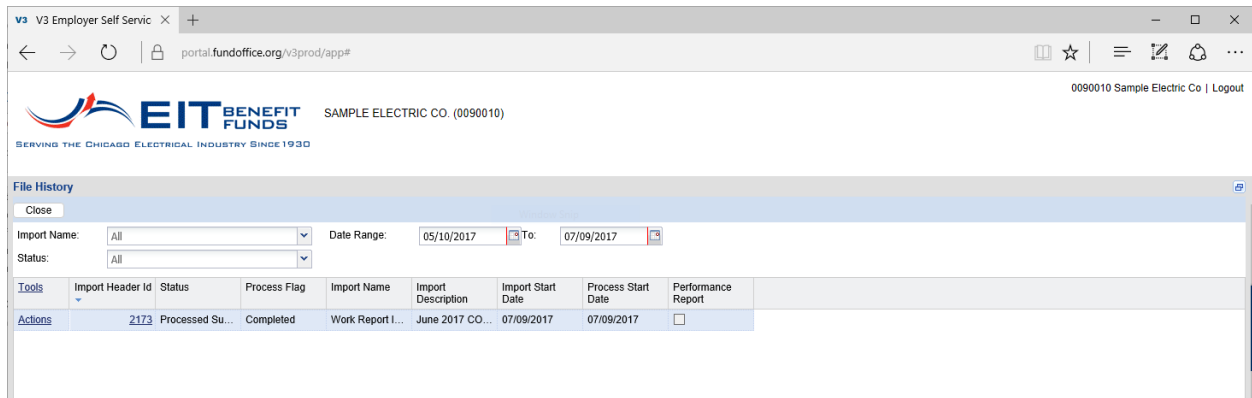 V3 V3 Employer Self Servic
portal.fundoffice.org/v3prod/app#
0090010 Sample Electric Co | Logout
EIT BENEFIT FUNDS
SAMPLE ELECTRIC CO. (0090010)
SERVING THE CHICAGO ELECTRICAL INDUSTRY SINCE 1930
File History
Close
Import Name: All Date Range: 05/10/2017 To: 07/09/2017
Status: All
Tools Import Header Id Status Process Flag Import Name Import Description Import Start Date Process Start Date Performance Report
Actions 2173 Processed Su... Completed Work Report I... June 2017 CO... 07/09/2017 07/09/2017